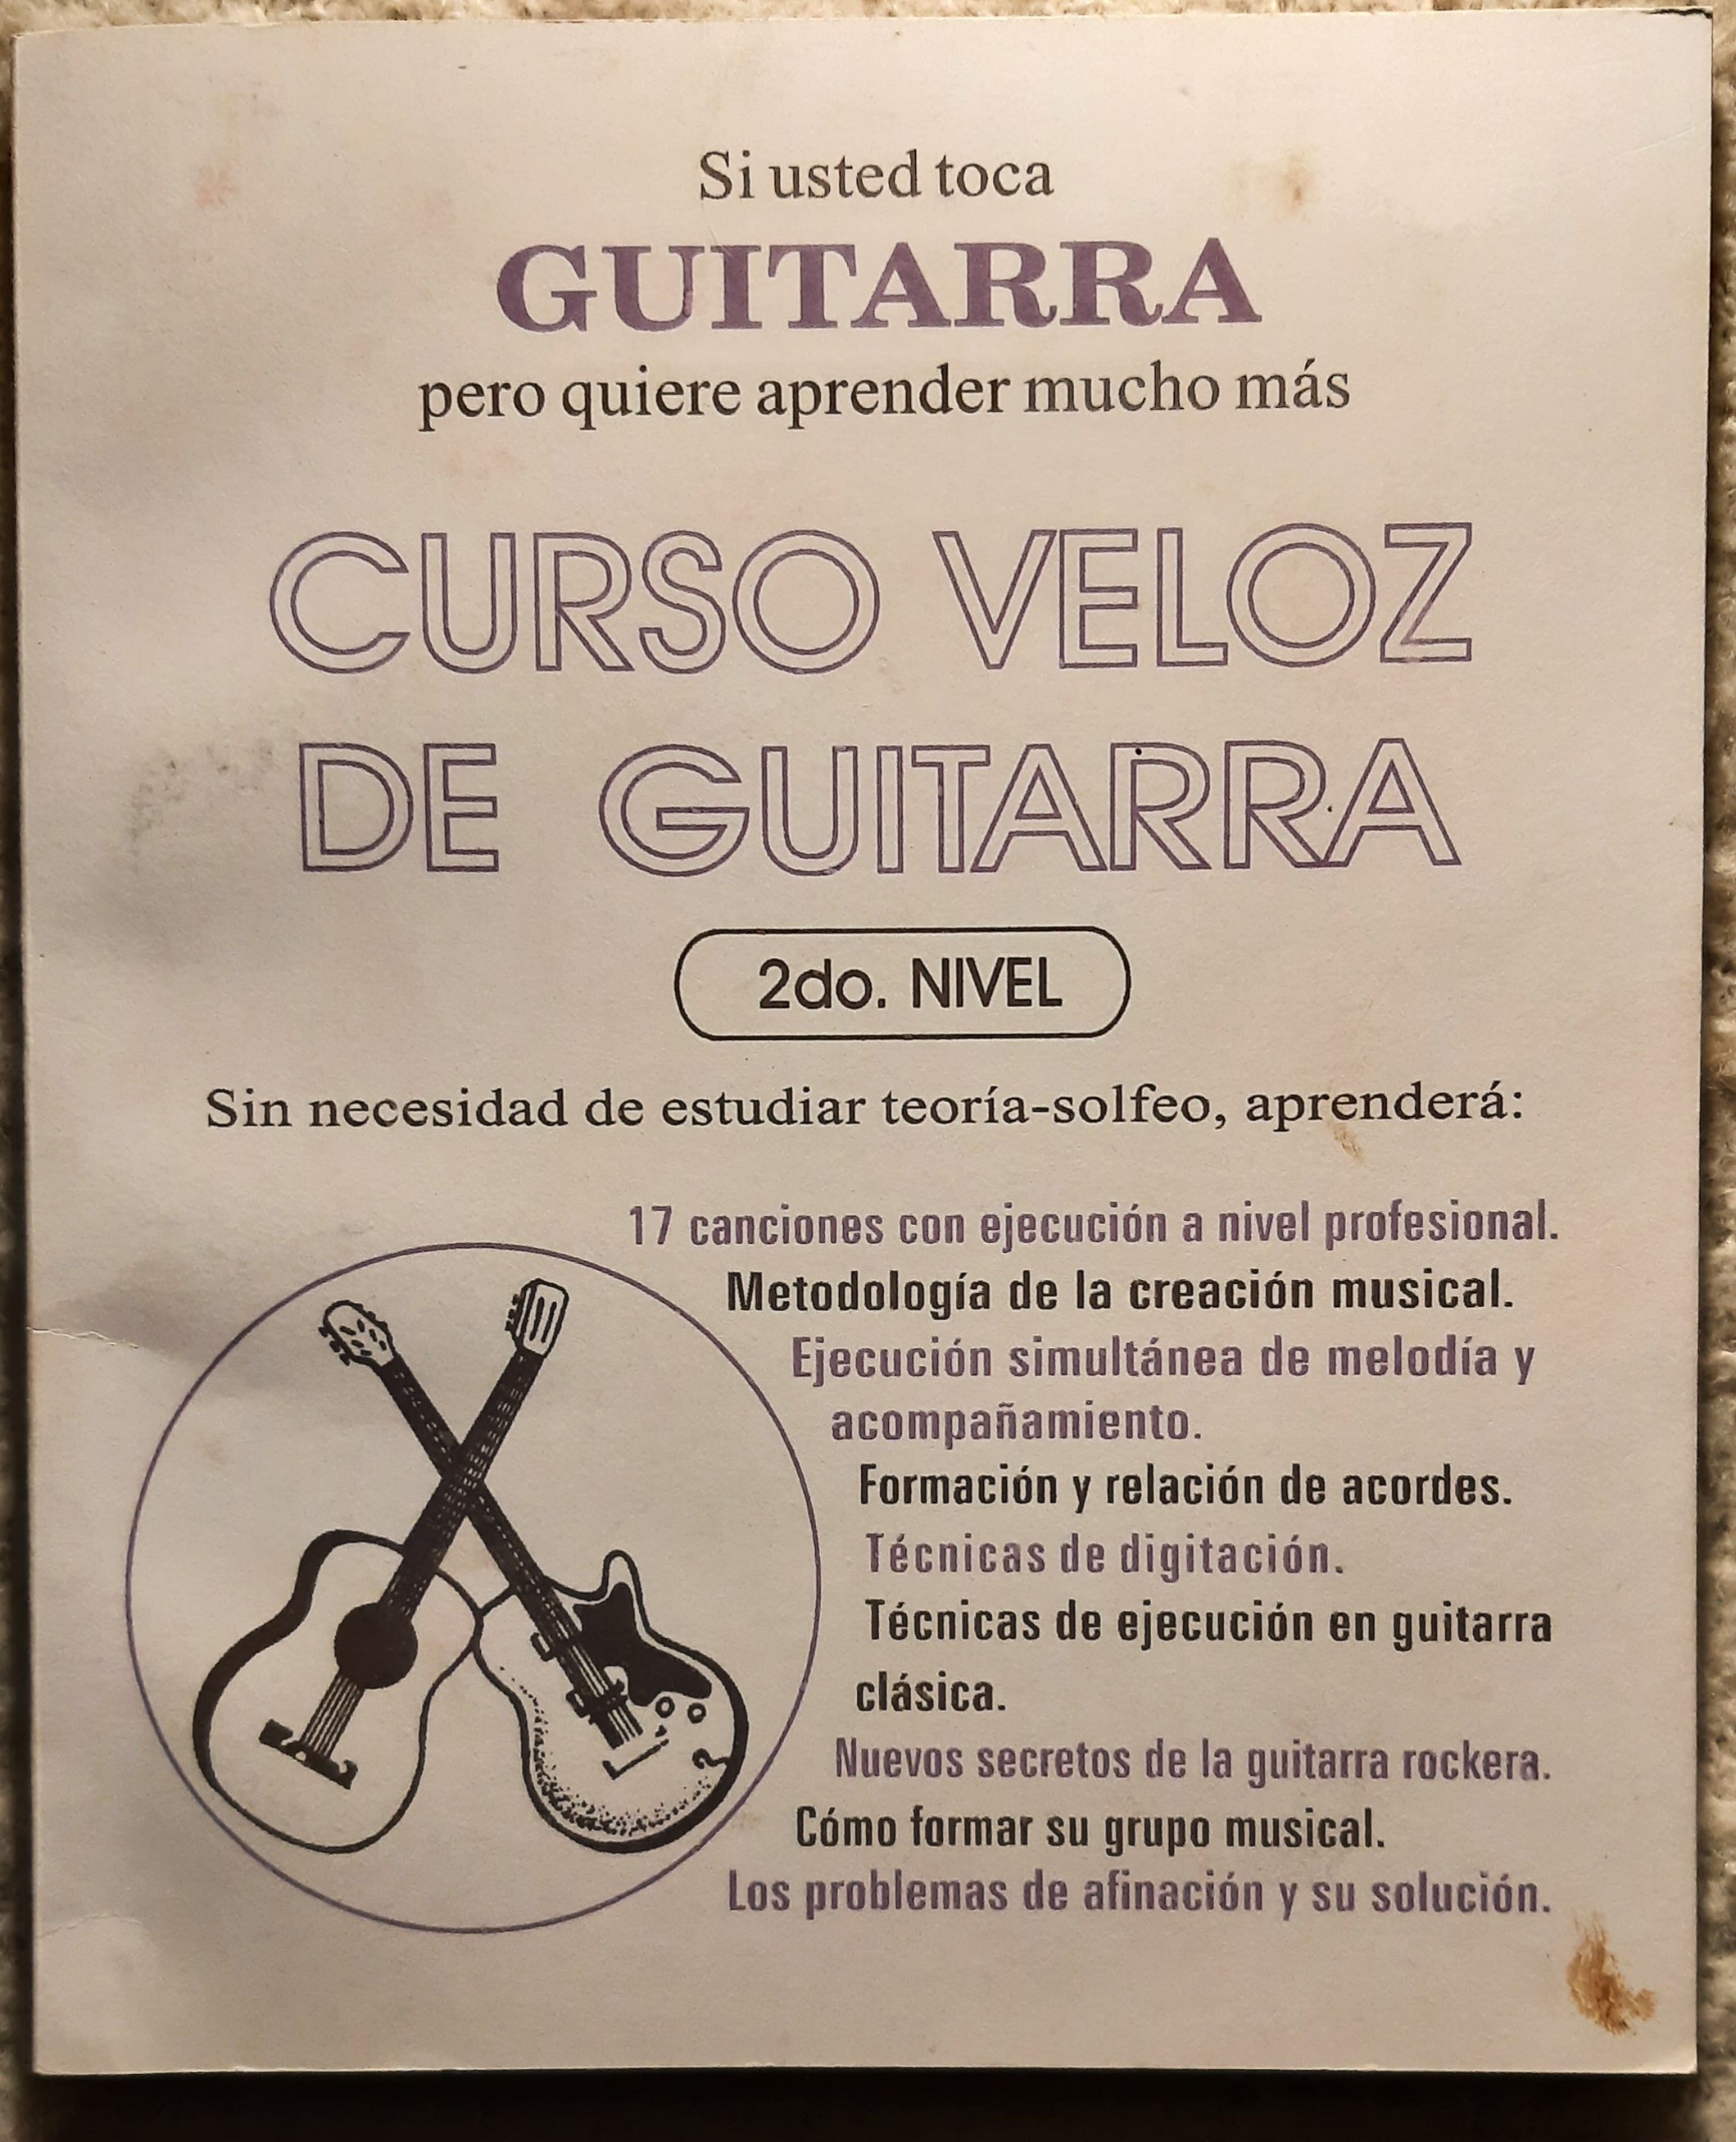 Si usted toca
GUITARRA
pero quiere aprender mucho más
CURSO VELOZ
DE GUITARRA
2do. NIVEL
Sin necesidad de estudiar teoría-solfeo, aprenderá:
17 canciones con ejecución a nivel profesional.
Metodología de la creación musical.
Ejecución simultánea de melodía y
acompañamiento.
Formación y relación de acordes.
Técnicas de digitación.
Técnicas de ejecución en guitarra
clásica.
Nuevos secretos de la guitarra rockera.
Cómo formar su grupo musical.
Los problemas de afinación y su solución.